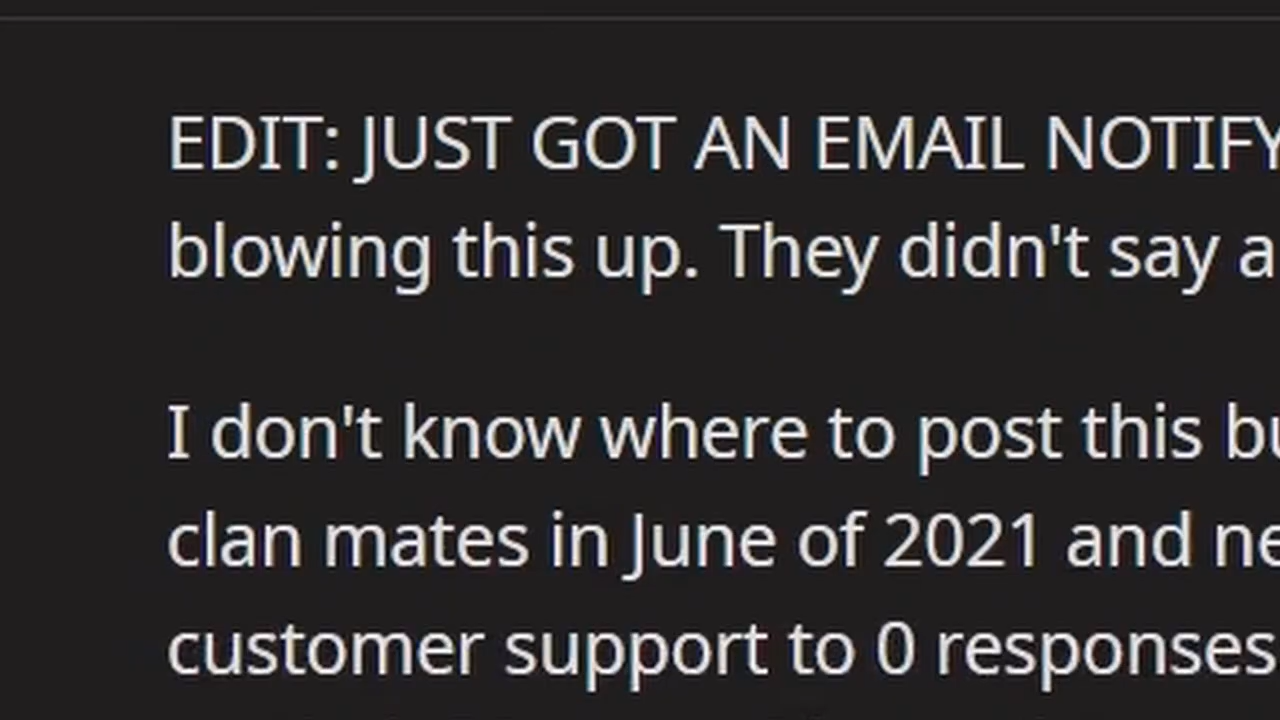 EDIT: JUST GOT AN EMAIL NOTIFY
blowing this up. They didn't say a
I don't know where to post this bu
clan mates in June of 2021 and ne
customer support to 0 responses